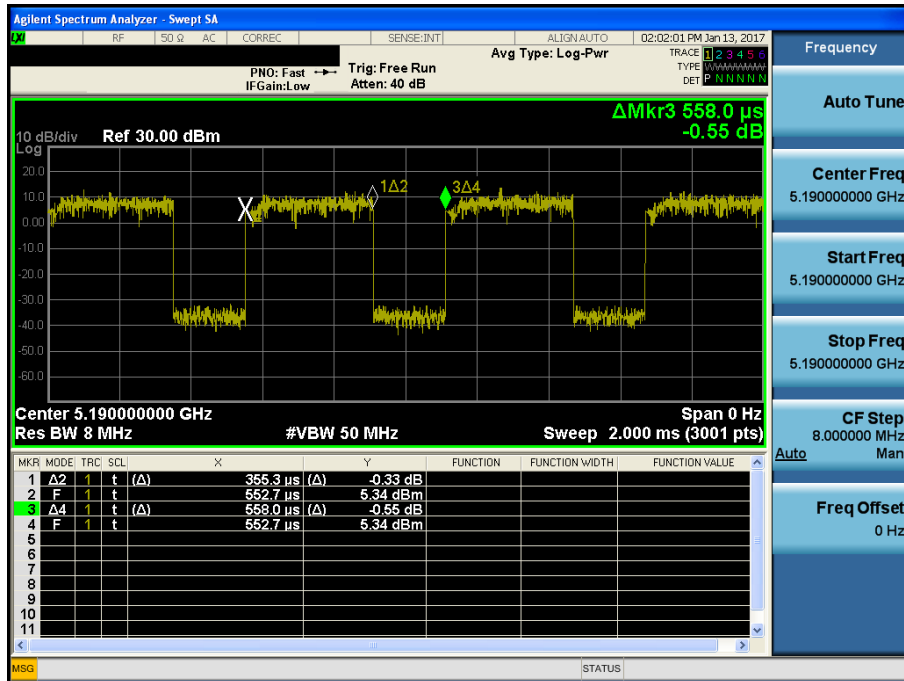 Agilent Spectrum Analyzer - Swept SA
LXI RF 50 Ω AC CORREC SENSE:INT ALIGN AUTO 02:02:01 PM Jan 13, 2017
Avg Type: Log-Pwr TRACE 1 2 3 4 5 6
PNO: Fast Trig: Free Run TYPE WWWWWW
IFGain:Low Atten: 40 dB DET P N N N N N
ΔMkr3 558.0 µs
10 dB/div Ref 30.00 dBm -0.55 dB
Log
20.0
10.0
0.00
-10.0
-20.0
-30.0
-40.0
-50.0
-60.0
1Δ2
3Δ4
Center 5.190000000 GHz Span 0 Hz
Res BW 8 MHz #VBW 50 MHz Sweep 2.000 ms (3001 pts)
MKR MODE TRC SCL X Y FUNCTION FUNCTION WIDTH FUNCTION VALUE
1 Δ2 1 t (Δ) 355.3 µs (Δ) -0.33 dB
2 F 1 t 552.7 µs 5.34 dBm
3 Δ4 1 t (Δ) 558.0 µs (Δ) -0.55 dB
4 F 1 t 552.7 µs 5.34 dBm
5
6
7
8
9
10
11
MSG STATUS
Frequency
Auto Tune
Center Freq
5.190000000 GHz
Start Freq
5.190000000 GHz
Stop Freq
5.190000000 GHz
CF Step
8.000000 MHz
Auto Man
Freq Offset
0 Hz